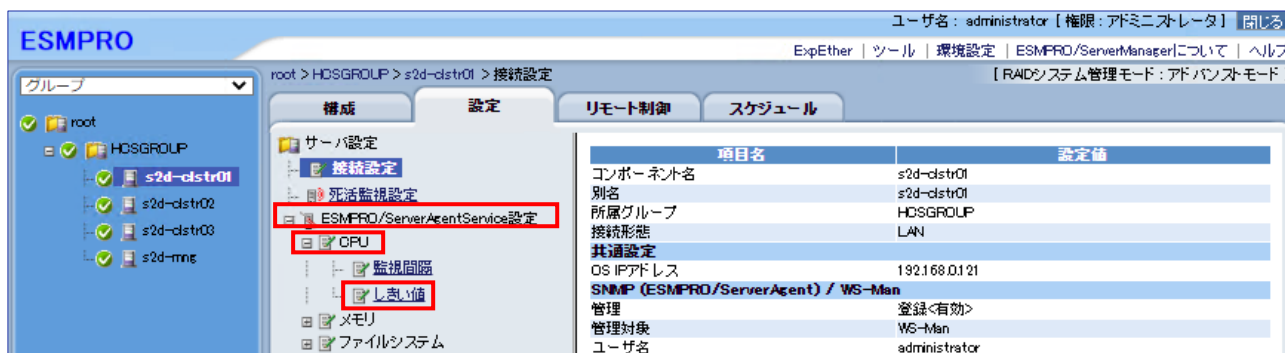 ユーザ名： administrator [ 権限：アドミニストレータ ] 閉じる
ESMPRO
ExpEther | ツール | 環境設定 | ESMPRO/ServerManagerについて | ヘルプ
グループ
root
HCSGROUP
s2d-clstr01
s2d-clstr02
s2d-clstr03
s2d-mng
root > HCSGROUP > s2d-clstr01 > 接続設定
[ RAIDシステム管理モード：アドバンストモード
構成
設定
リモート制御
スケジュール
サーバ設定
接続設定
死活監視設定
ESMPRO/ServerAgentService設定
CPU
監視間隔
しきい値
メモリ
ファイルシステム
項目名 設定値
コンポーネント名 s2d-clstr01
別名 s2d-clstr01
所属グループ HCSGROUP
接続形態 LAN
共通設定
OS IPアドレス 192.168.0.121
SNMP (ESMPRO/ServerAgent) / WS-Man
管理 登録<有効>
管理対象 WS-Man
ユーザ名 administrator